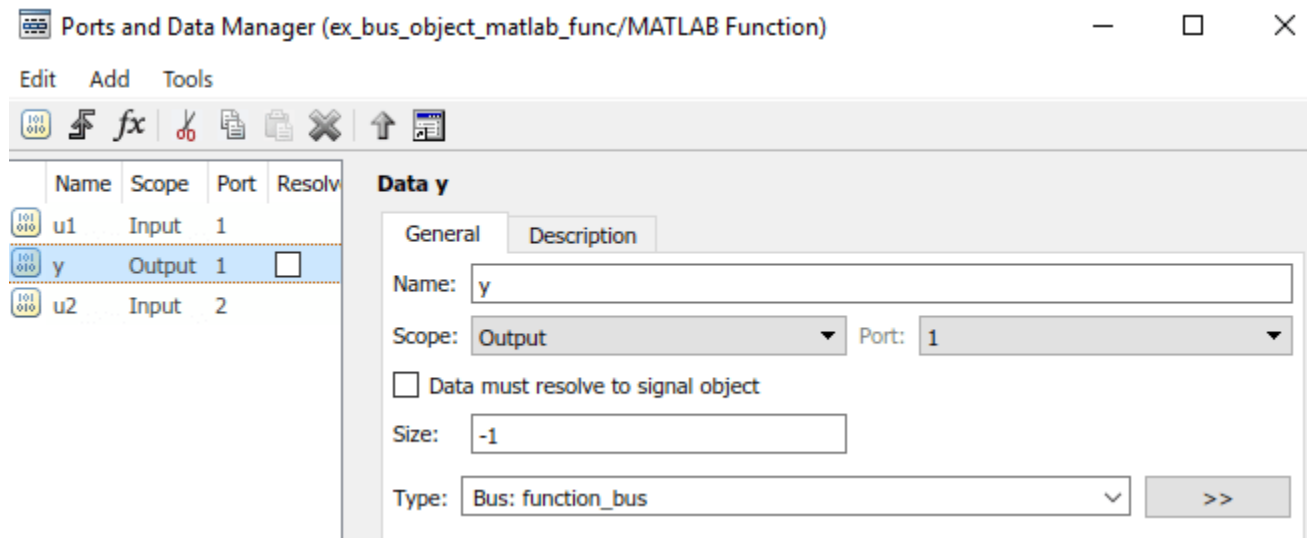 Ports and Data Manager (ex_bus_object_matlab_func/MATLAB Function)
Edit Add Tools
fx
Name Scope Port Resolv
u1 Input 1
y Output 1
u2 Input 2
Data y
General Description
Name: y
Scope: Output Port: 1
Data must resolve to signal object
Size: -1
Type: Bus: function_bus >>